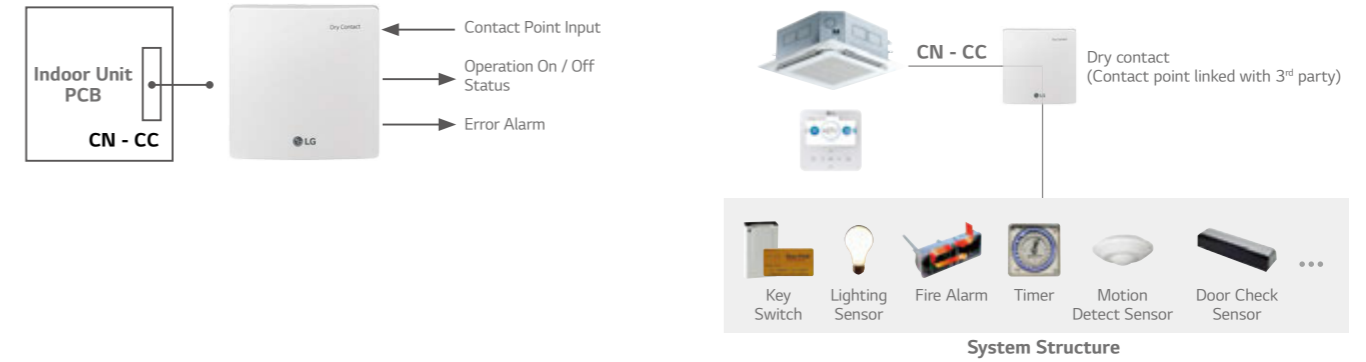 Dry Contact
Contact Point Input
Indoor Unit
PCB
CN - CC
Operation On / Off
Status
Error Alarm
LG
CN - CC
Dry contact
(Contact point linked with 3rd party)
LG
Key
Switch
Lighting
Sensor
Fire Alarm
Timer
Motion
Detect Sensor
Door Check
Sensor
System Structure